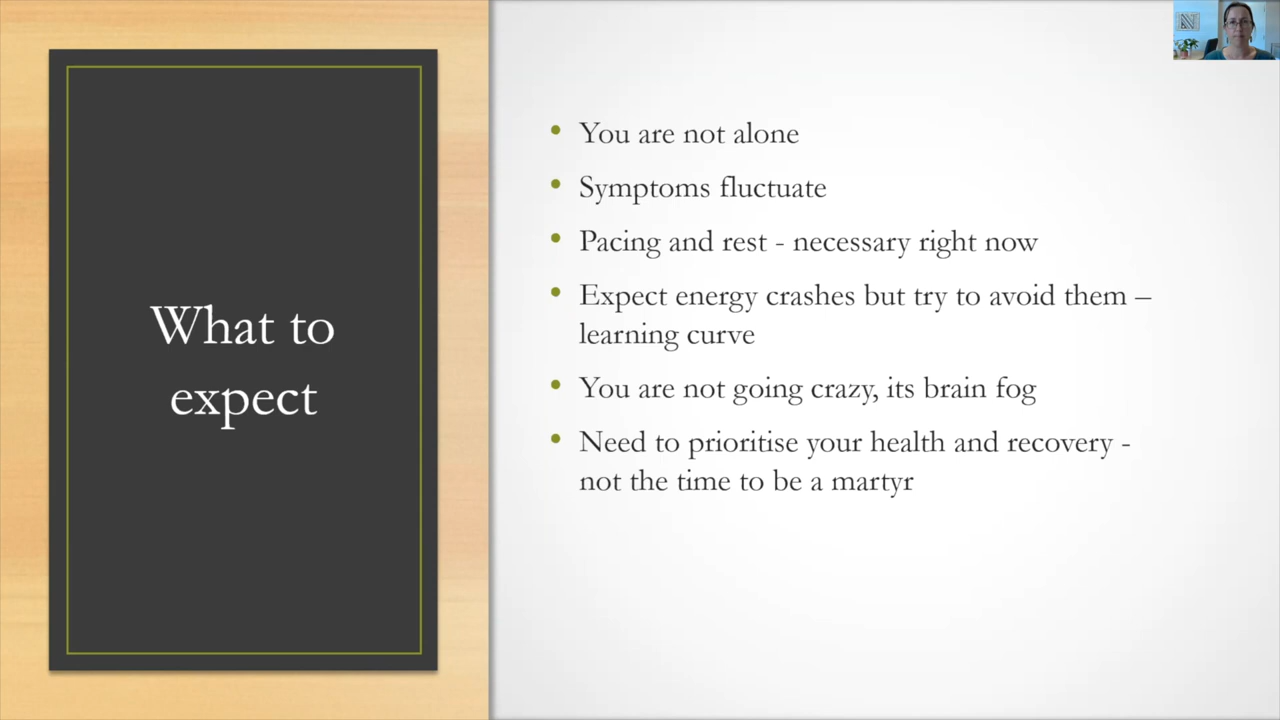 What to
expect
• You are not alone
• Symptoms fluctuate
• Pacing and rest - necessary right now
• Expect energy crashes but try to avoid them –
learning curve
• You are not going crazy, its brain fog
• Need to prioritise your health and recovery -
not the time to be a martyr